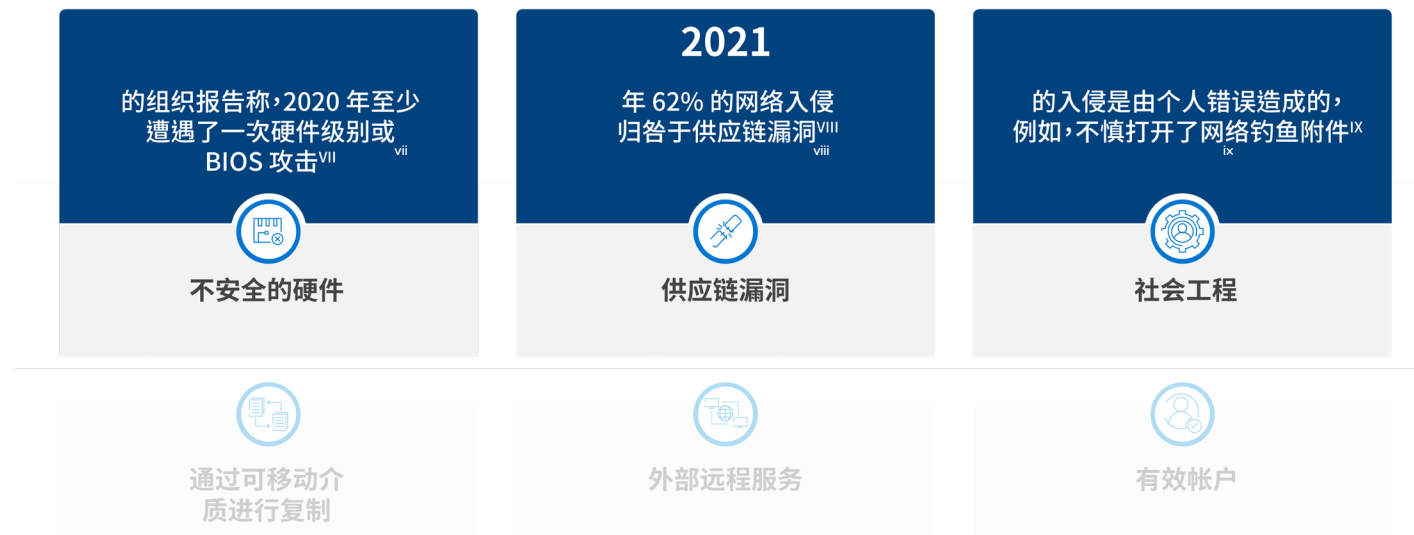 的组织报告称，2020 年至少
遭遇了一次硬件级别或
BIOS 攻击VII
vii
不安全的硬件
2021
年 62% 的网络入侵
归咎于供应链漏洞VIII
viii
供应链漏洞
的入侵是由个人错误造成的，
例如，不慎打开了网络钓鱼附件IX
ix
社会工程
通过可移动介
质进行复制
外部远程服务
有效帐户